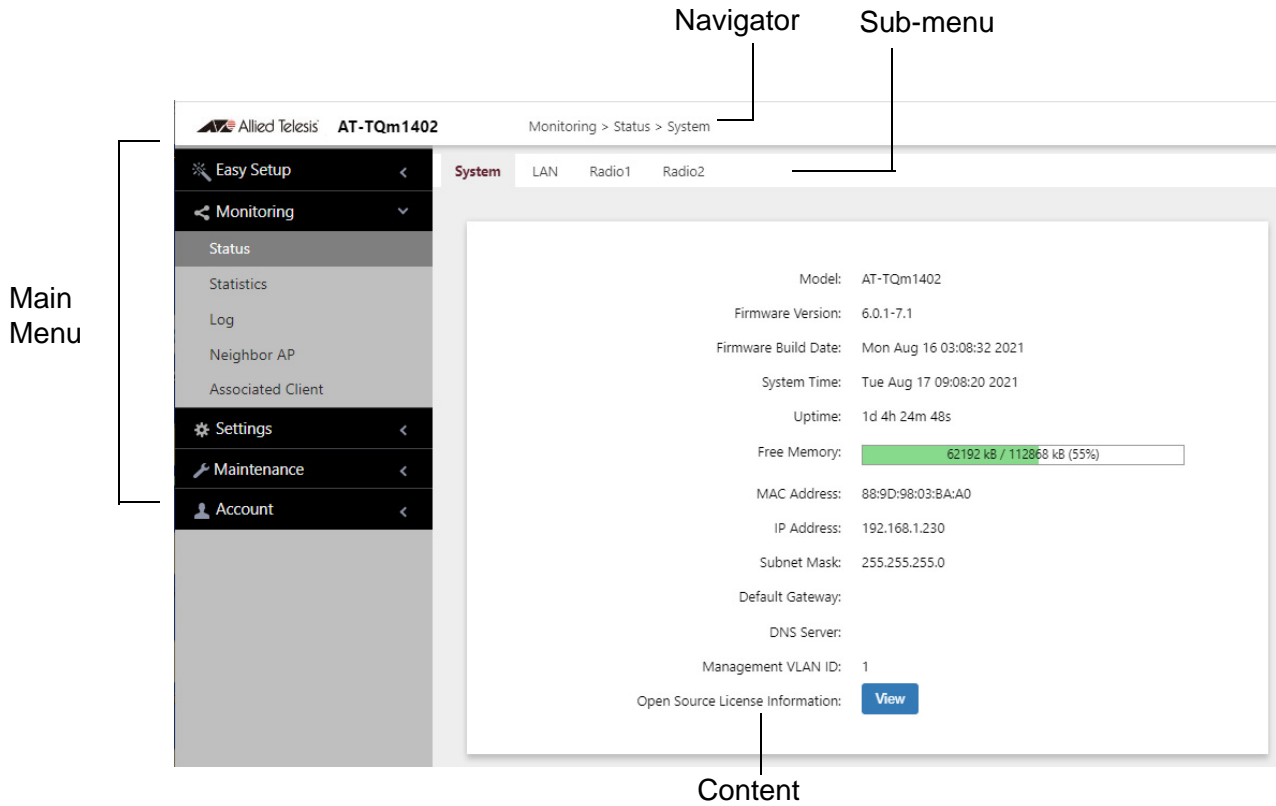 Navigator
Sub-menu
Allied Telesis AT-TQm1402
Monitoring > Status > System
Main
Menu
Easy Setup
Monitoring
Status
Statistics
Log
Neighbor AP
Associated Client
Settings
Maintenance
Account
System LAN Radio1 Radio2
Model: AT-TQm1402
Firmware Version: 6.0.1-7.1
Firmware Build Date: Mon Aug 16 03:08:32 2021
System Time: Tue Aug 17 09:08:20 2021
Uptime: 1d 4h 24m 48s
Free Memory: 62192 kB / 112868 kB (55%)
MAC Address: 88:9D:98:03:BA:A0
IP Address: 192.168.1.230
Subnet Mask: 255.255.255.0
Default Gateway:
DNS Server:
Management VLAN ID: 1
Open Source License Information: View
Content